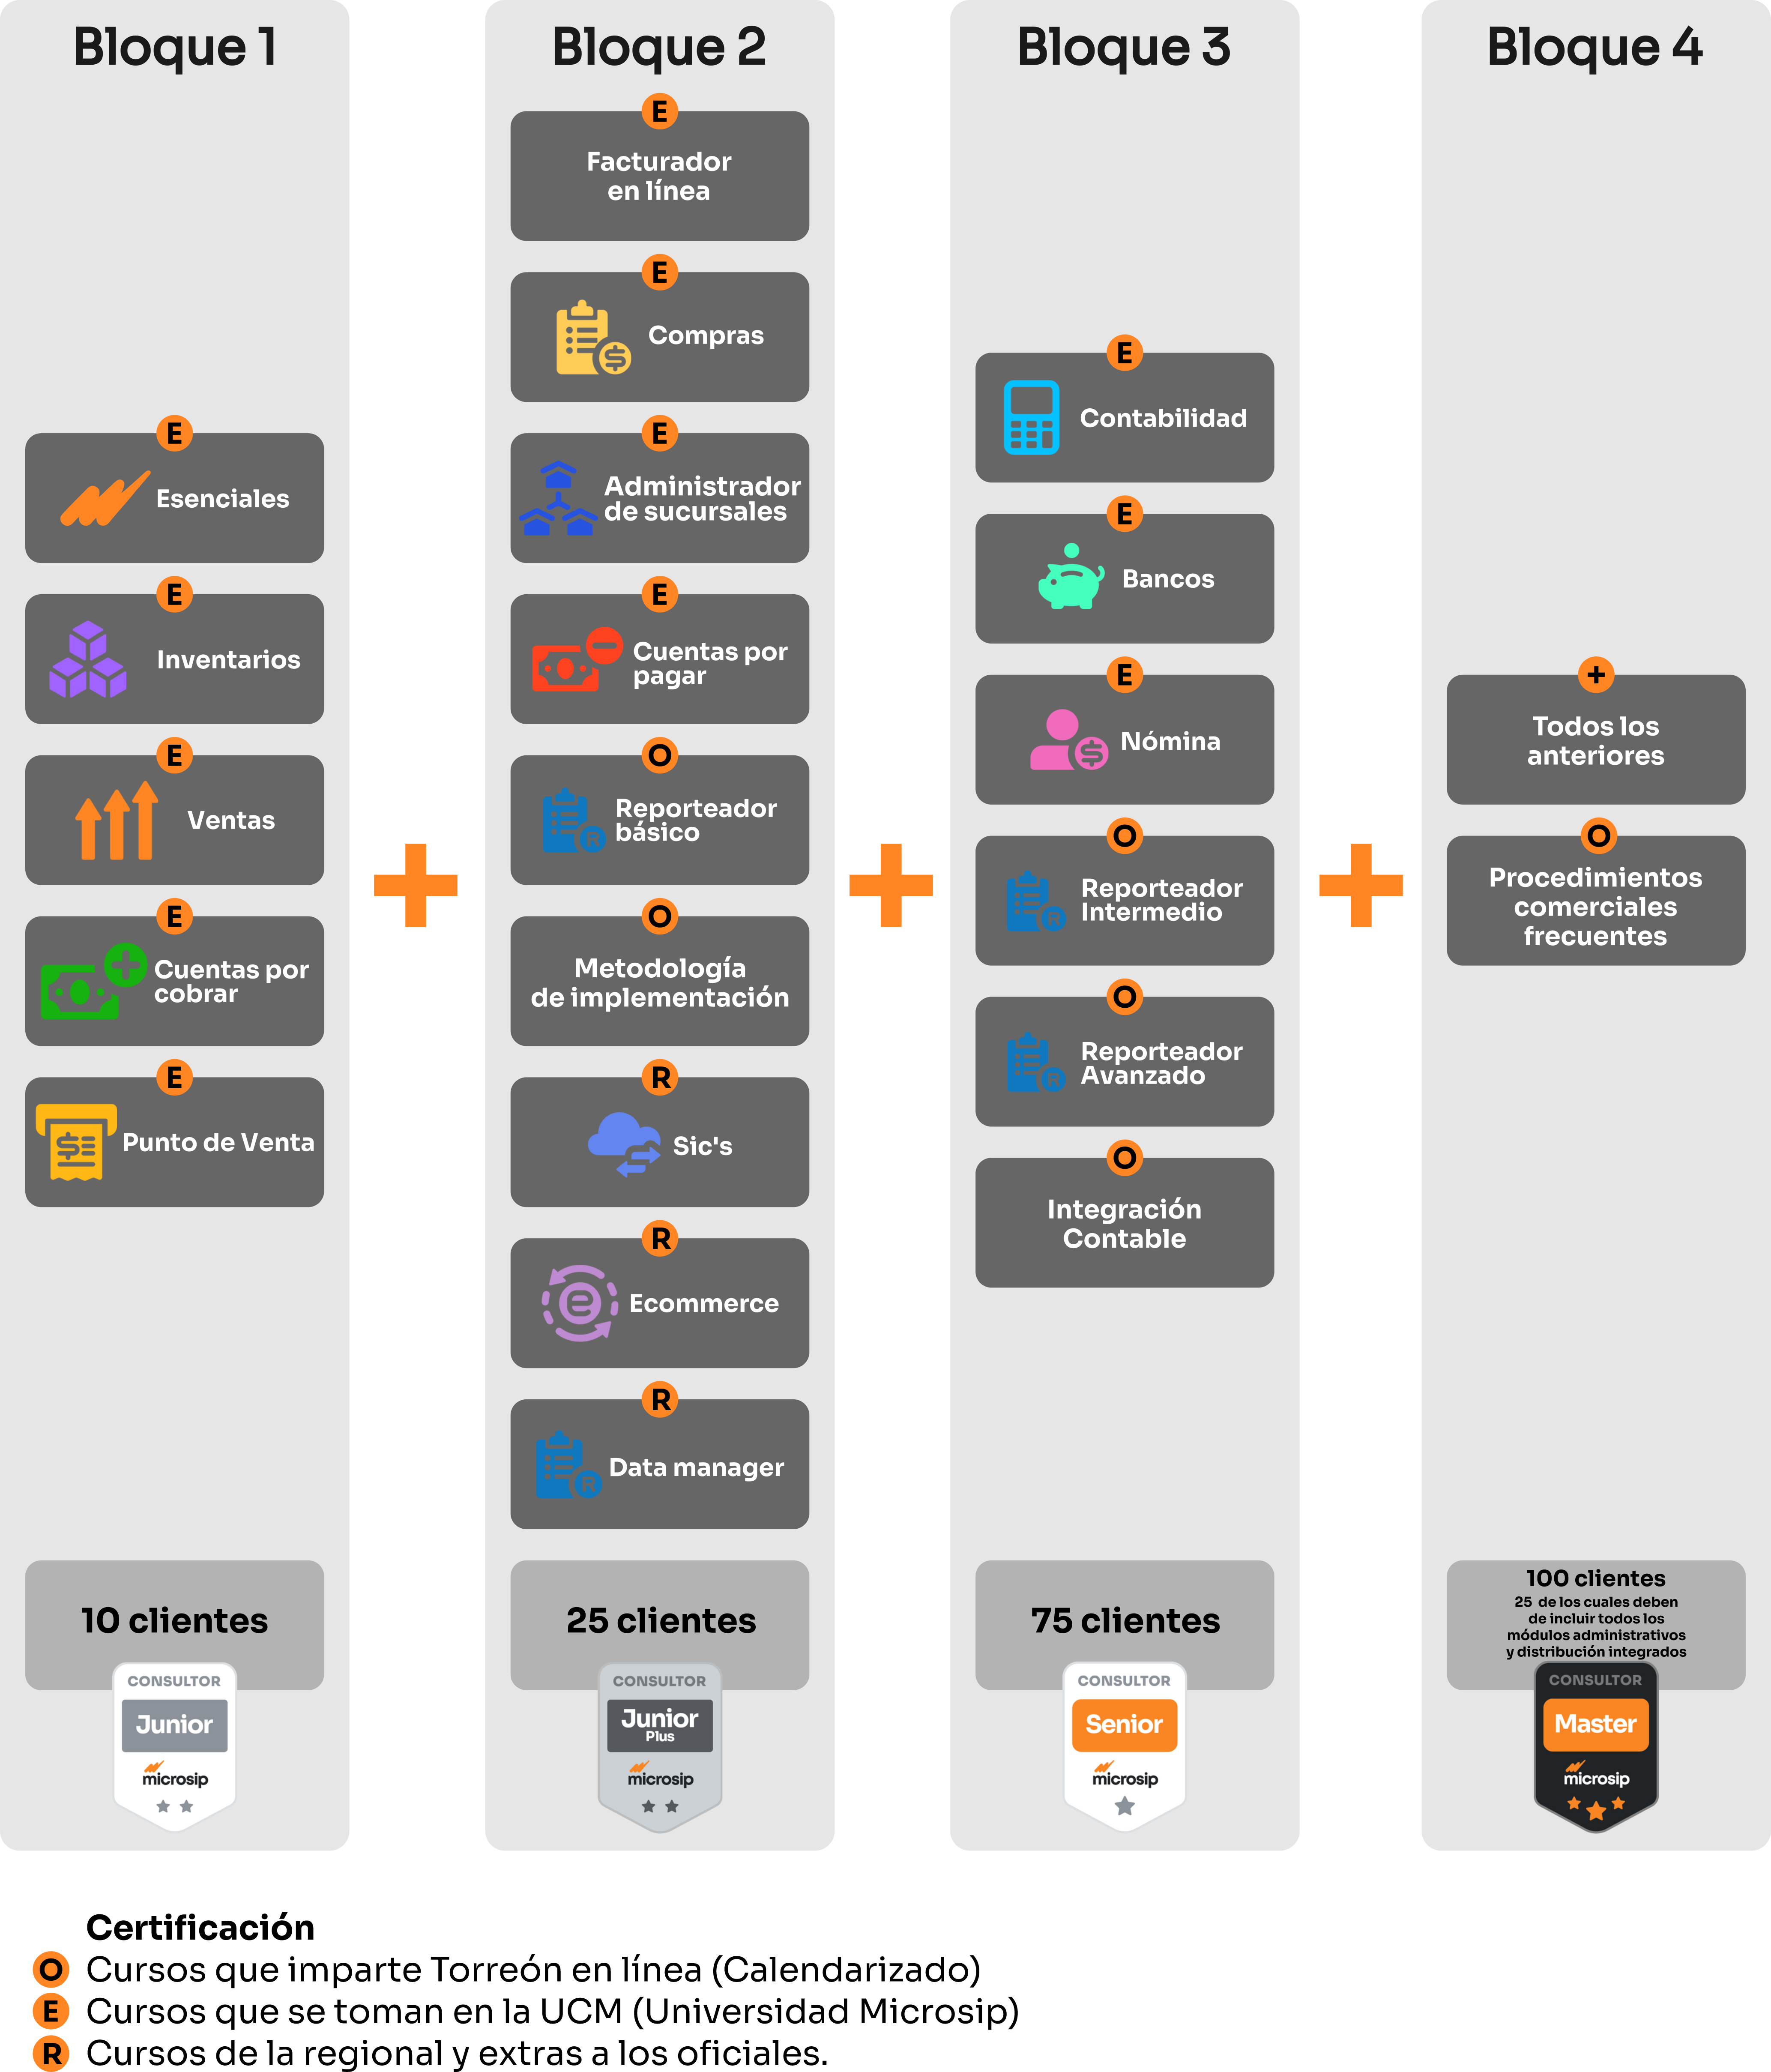 Bloque 1
E
Esenciales
E
Inventarios
E
Ventas
E
Cuentas por
cobrar
E
Punto de Venta
10 clientes
CONSULTOR
Junior
microsip
Bloque 2
E
Facturador
en línea
E
Compras
E
Administrador
de sucursales
E
Cuentas por
pagar
O
Reporteador
básico
R
O
Metodología
de implementación
R
Sic's
R
Ecommerce
R
Data manager
R
25 clientes
CONSULTOR
Junior
Plus
microsip
Bloque 3
E
Contabilidad
E
Bancos
E
Nómina
O
Reporteador
Intermedio
R
O
Reporteador
Avanzado
R
O
Integración
Contable
75 clientes
CONSULTOR
Senior
microsip
Bloque 4
+
Todos los
anteriores
O
Procedimientos
comerciales
frecuentes
100 clientes
25 de los cuales deben
de incluir todos los
módulos administrativos
y distribución integrados
CONSULTOR
Master
microsip
Certificación
O Cursos que imparte Torreón en línea (Calendarizado)
E Cursos que se toman en la UCM (Universidad Microsip)
R Cursos de la regional y extras a los oficiales.